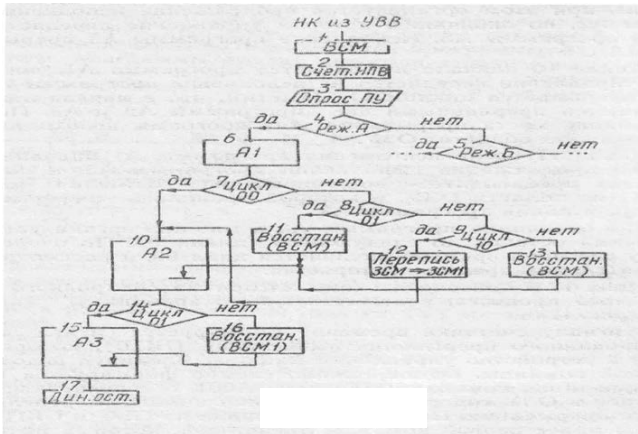 НК из УВВ
1
ВСМ
2
Счет.НПВ
3
Опрос ПУ
4
Реж.А
да
нет
5
Реж.Б
да
нет
6
А1
7
Цикл
00
да
нет
8
Цикл
01
да
нет
9
Цикл
10
да
нет
10
А2
11
Восстан.
(ВСМ)
12
Перепись
ЗСМ ⇒ ЗСМ1
13
Восстан.
(ВСМ)
14
Цикл
01
да
нет
15
А3
16
Восстан.
(ВСМ1)
17
Дин.ост.